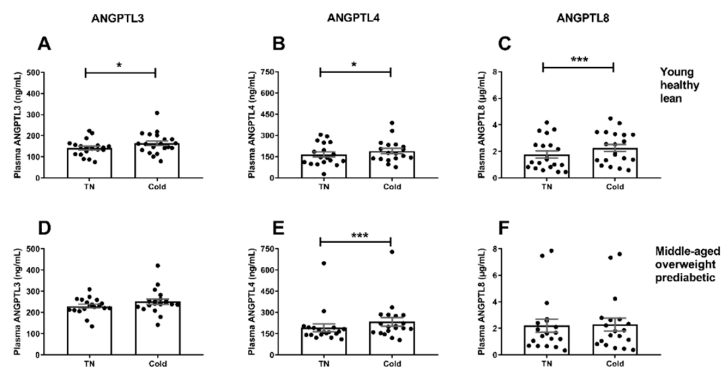 ANGPTL3
ANGPTL4
ANGPTL8
A
B
C
Plasma ANGPTL3 (ng/mL)
500
400
300
200
100
0
*
TN
Cold
Plasma ANGPTL4 (ng/mL)
750
600
450
300
150
0
*
TN
Cold
Plasma ANGPTL8 (µg/mL)
8
6
4
2
0
***
TN
Cold
Young
healthy
lean
D
E
F
Plasma ANGPTL3 (ng/mL)
500
400
300
200
100
0
TN
Cold
Plasma ANGPTL4 (ng/mL)
750
600
450
300
150
0
***
TN
Cold
Plasma ANGPTL8 (µg/mL)
8
6
4
2
0
TN
Cold
Middle-aged
overweight
prediabetic